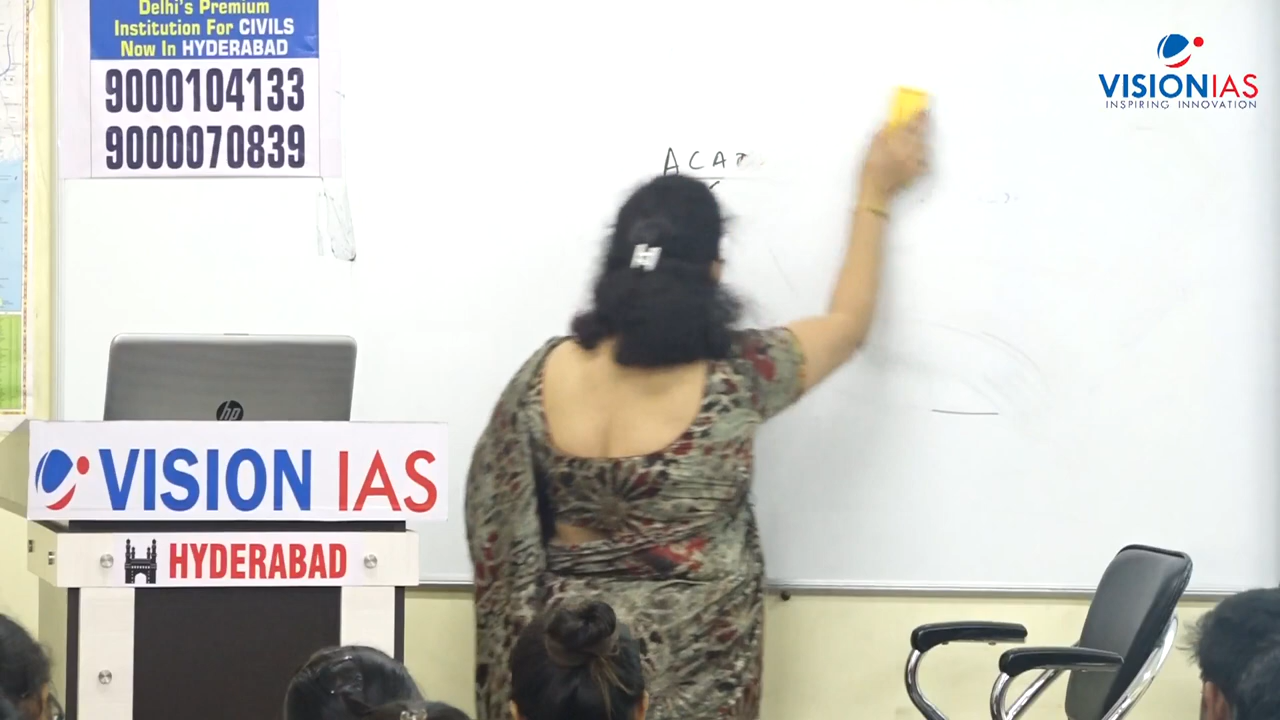 Delhi's Premium
Institution For CIVILS
Now In HYDERABAD
9000104133
9000070839
VISIONIAS
INSPIRING INNOVATION
hp
VISION IAS
HYDERABAD